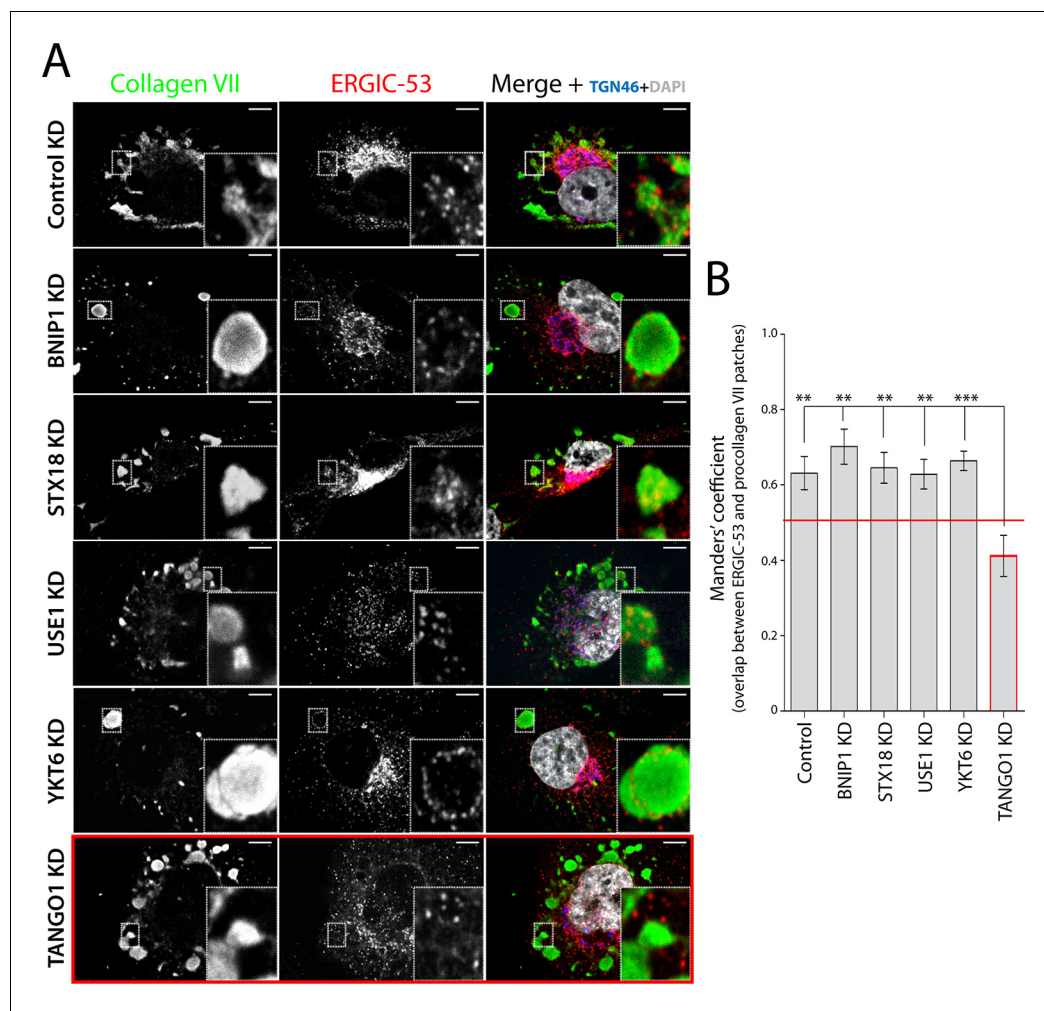 A
Collagen VII
ERGIC-53
Merge + TGN46+DAPI
Control KD
BNIP1 KD
STX18 KD
USE1 KD
YKT6 KD
TANGO1 KD
B
Manders' coefficient
(overlap between ERGIC-53 and procollagen VII patches)
1.0
0.8
0.6
0.4
0.2
0
** ** ** ** ***
Control
BNIP1 KD
STX18 KD
USE1 KD
YKT6 KD
TANGO1 KD